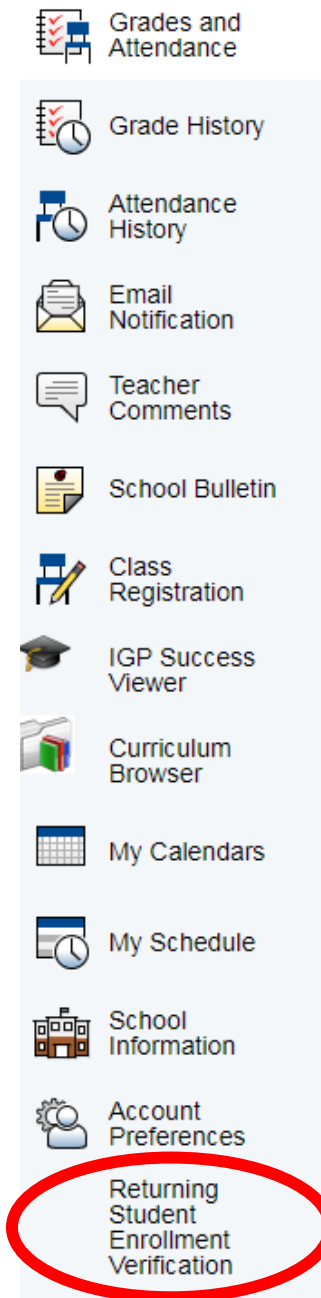 Grades and
Attendance
Grade History
Attendance
History
Email
Notification
Teacher
Comments
School Bulletin
Class
Registration
IGP Success
Viewer
Curriculum
Browser
My Calendars
My Schedule
School
Information
Account
Preferences
Returning
Student
Enrollment
Verification